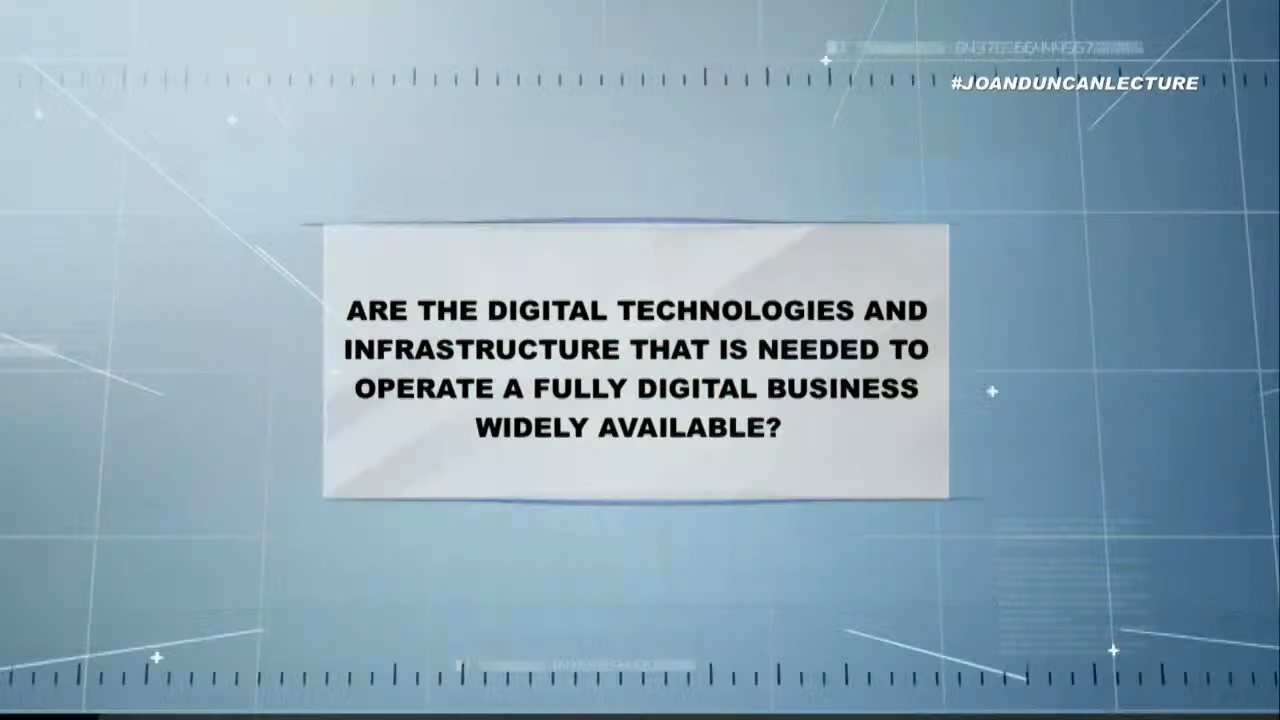 #JOANDUNCANLECTURE
ARE THE DIGITAL TECHNOLOGIES AND
INFRASTRUCTURE THAT IS NEEDED TO
OPERATE A FULLY DIGITAL BUSINESS
WIDELY AVAILABLE?